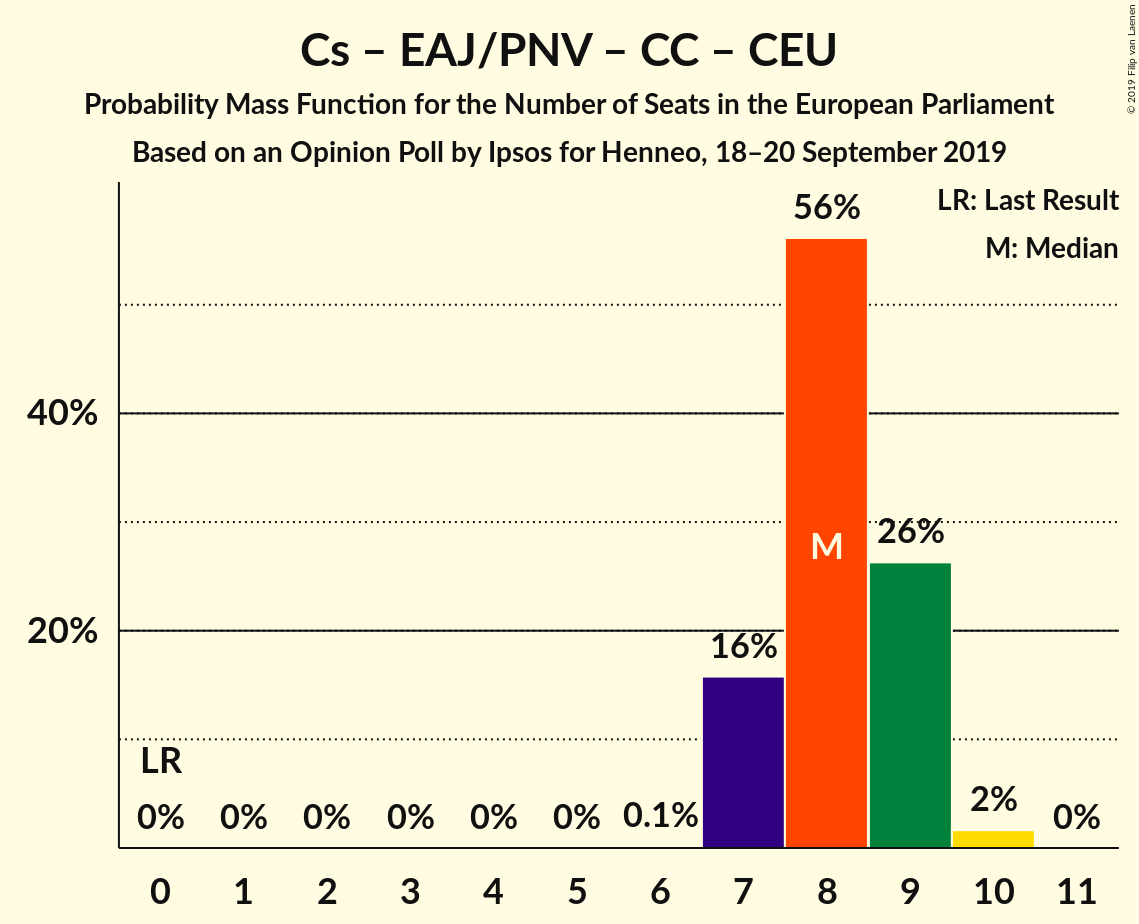 Cs – EAJ/PNV – CC – CEU
Probability Mass Function for the Number of Seats in the European Parliament
Based on an Opinion Poll by Ipsos for Henneo, 18–20 September 2019
© 2019 Filip van Laenen
LR: Last Result
M: Median
56%
40%
26%
M
20%
16%
LR
0% 0% 0% 0% 0% 0% 0.1% 2% 0%
0 1 2 3 4 5 6 7 8 9 10 11